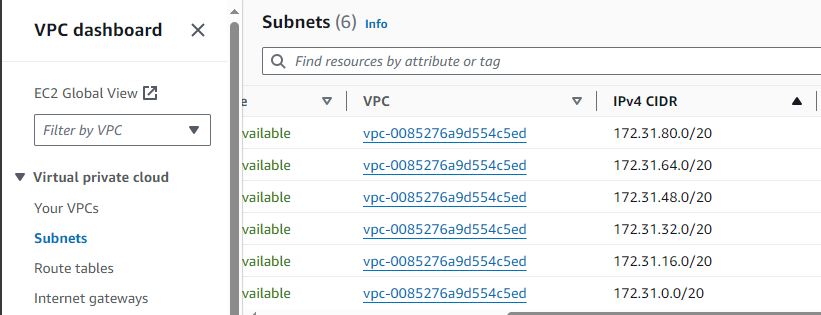 VPC dashboard
EC2 Global View
Filter by VPC
Virtual private cloud
Your VPCs
Subnets
Route tables
Internet gateways
Subnets (6) Info
Find resources by attribute or tag
e VPC IPv4 CIDR
vailable vpc-0085276a9d554c5ed 172.31.80.0/20
vailable vpc-0085276a9d554c5ed 172.31.64.0/20
vailable vpc-0085276a9d554c5ed 172.31.48.0/20
vailable vpc-0085276a9d554c5ed 172.31.32.0/20
vailable vpc-0085276a9d554c5ed 172.31.16.0/20
vailable vpc-0085276a9d554c5ed 172.31.0.0/20